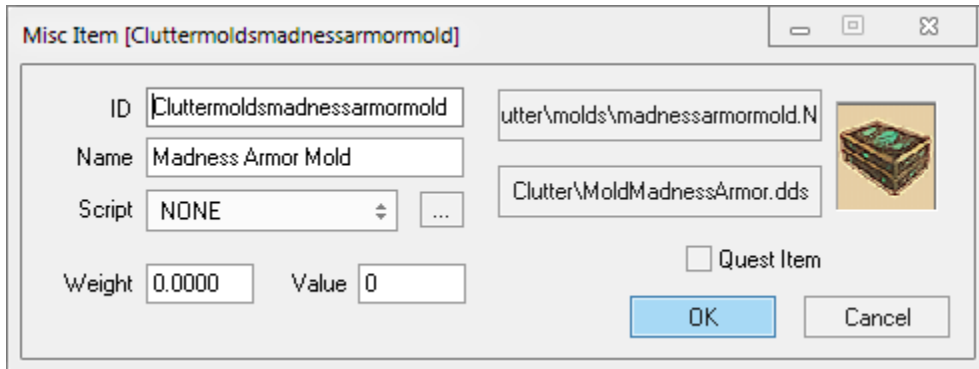 Misc Item [Cluttermoldsmadnessarmormold]
ID Cluttermoldsmadnessarmormold
utter\molds\madnessarmormold.N
Name Madness Armor Mold
Clutter\MoldMadnessArmor.dds
Script NONE ...
Quest Item
Weight 0.0000 Value 0
OK Cancel